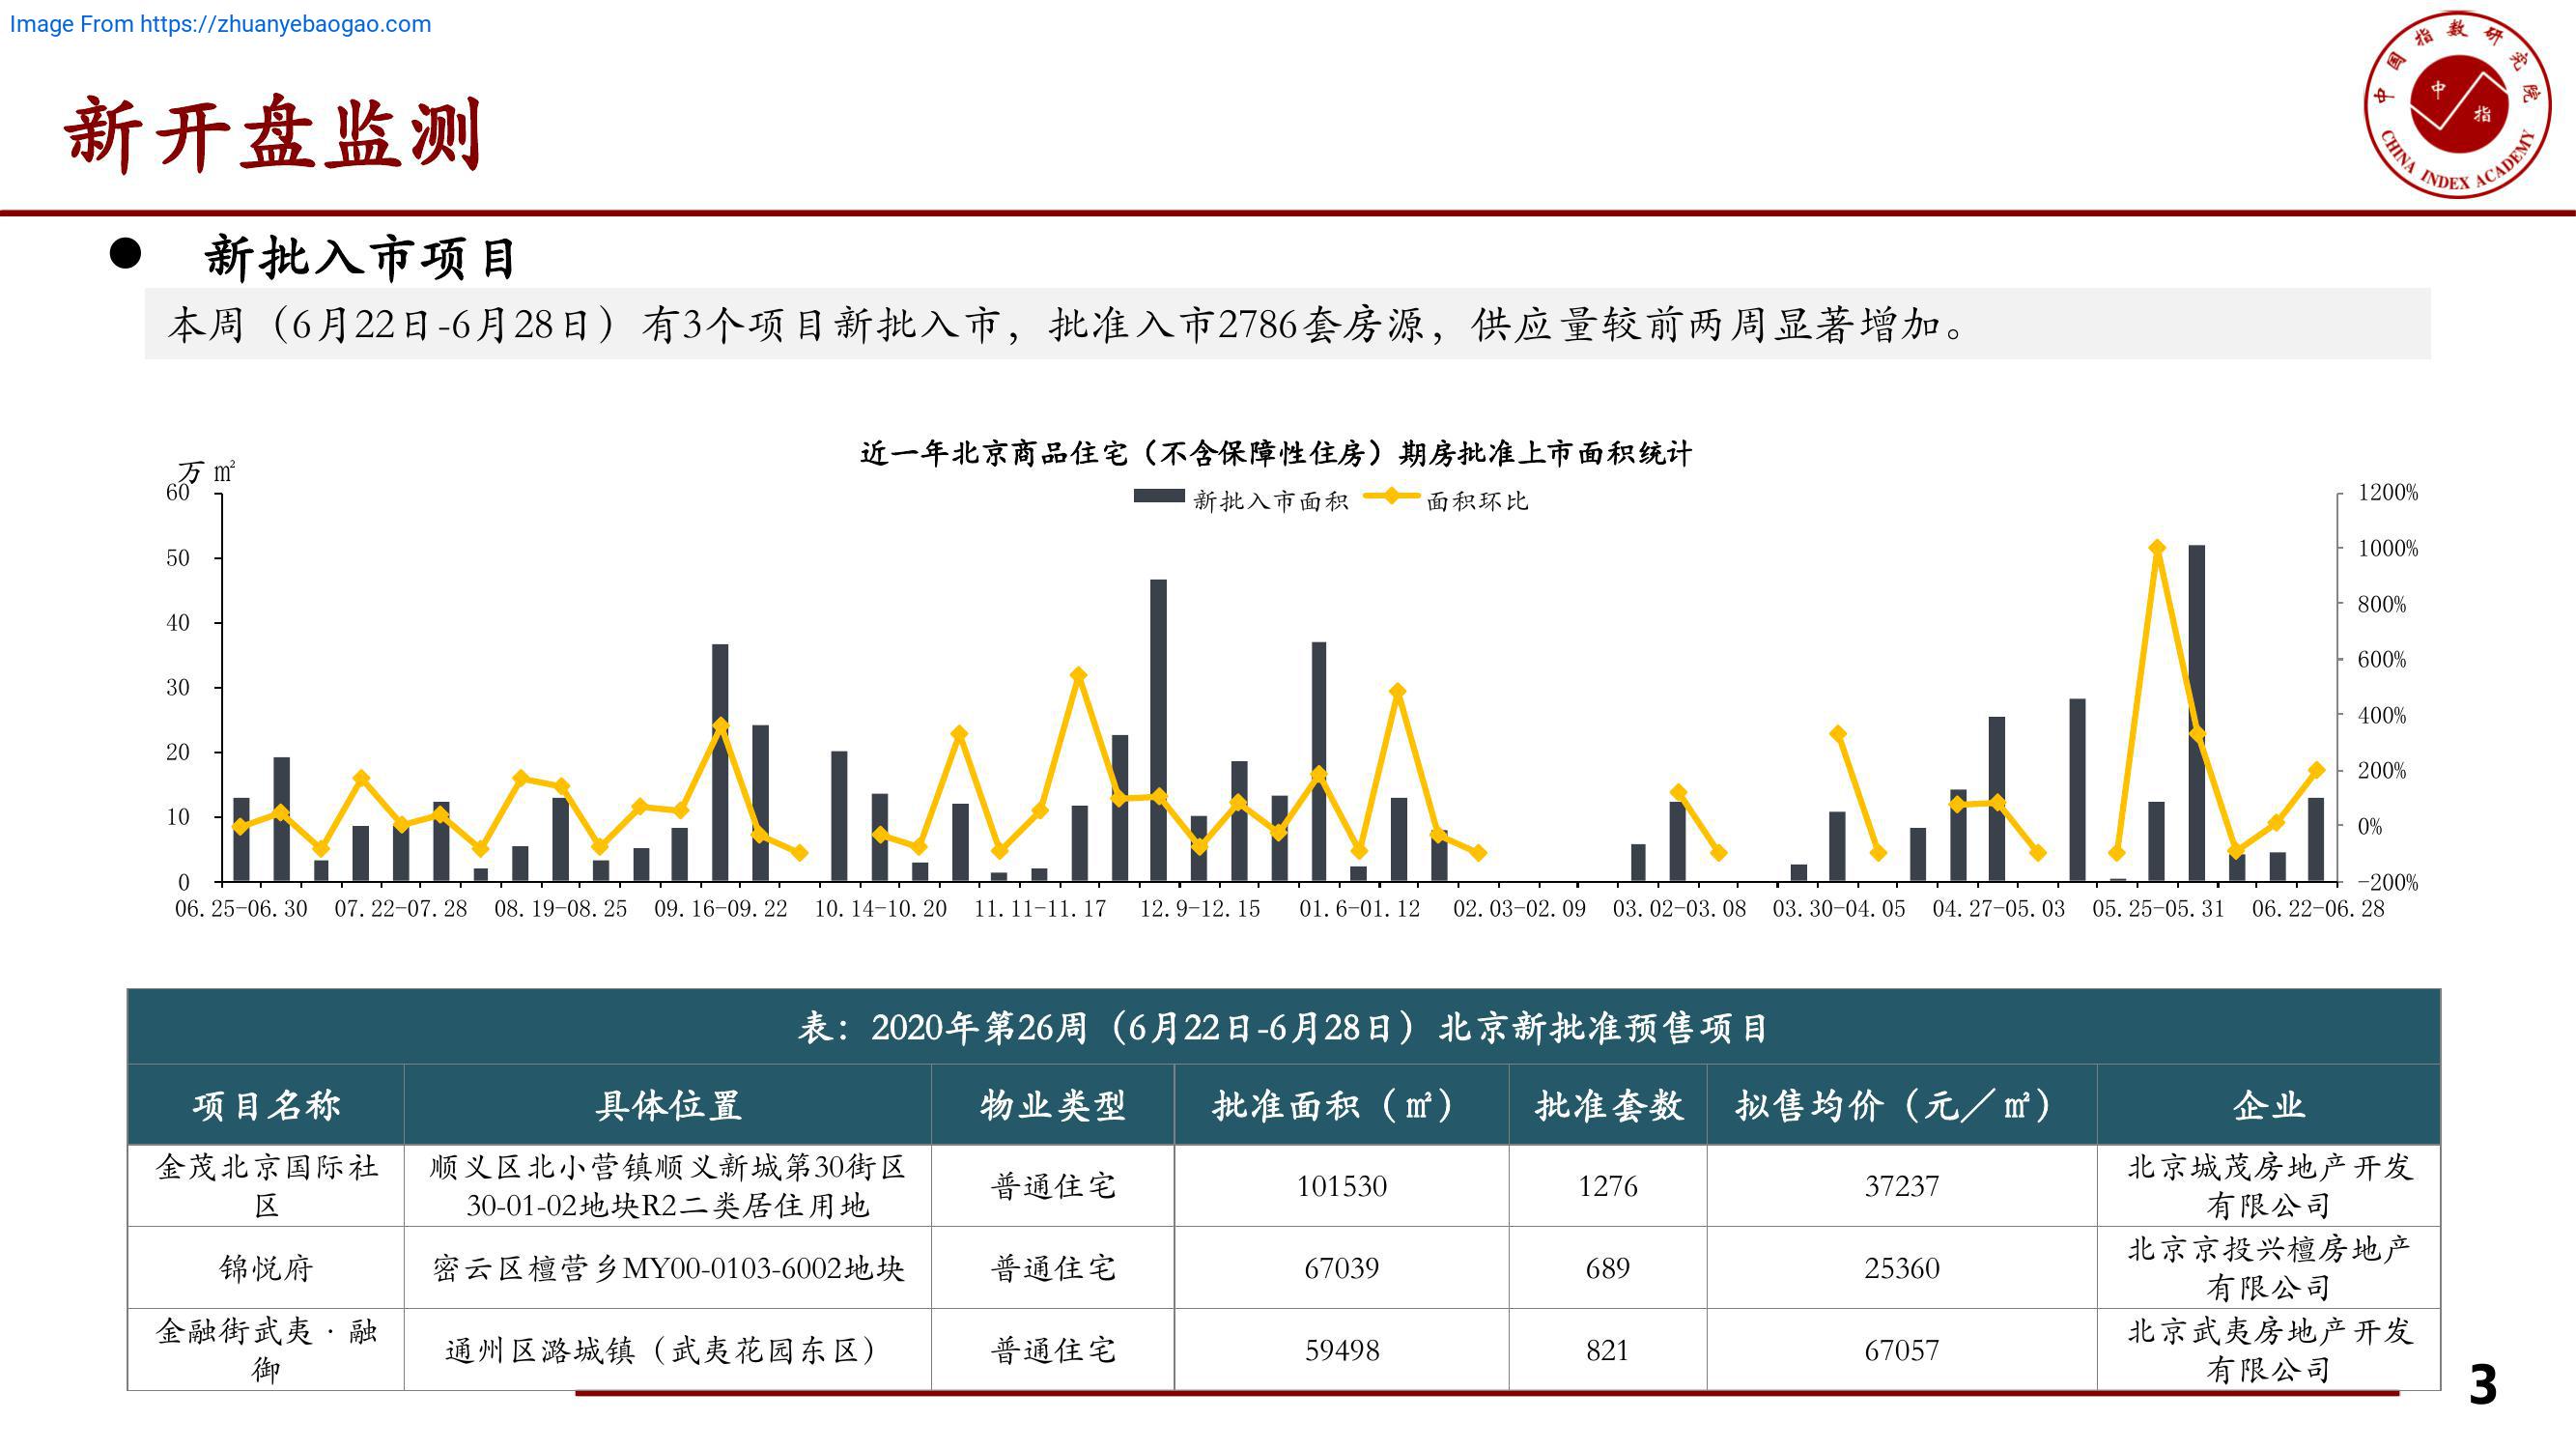 Image From https://zhuanyebaogao.com
中国指数研究院
中
指
CHINA INDEX ACADEMY
新开盘监测
● 新批入市项目
本周（6月22日-6月28日）有3个项目新批入市，批准入市2786套房源，供应量较前两周显著增加。
近一年北京商品住宅（不含保障性住房）期房批准上市面积统计
万㎡
新批入市面积 面积环比
60 1200%
50 1000%
40 800%
30 600%
20 400%
10 200%
0 0%
-200%
06.25-06.30 07.22-07.28 08.19-08.25 09.16-09.22 10.14-10.20 11.11-11.17 12.9-12.15 01.6-01.12 02.03-02.09 03.02-03.08 03.30-04.05 04.27-05.03 05.25-05.31 06.22-06.28
表：2020年第26周（6月22日-6月28日）北京新批准预售项目
项目名称 具体位置 物业类型 批准面积（㎡） 批准套数 拟售均价（元／㎡） 企业
金茂北京国际社
区 顺义区北小营镇顺义新城第30街区
30-01-02地块R2二类居住用地 普通住宅 101530 1276 37237 北京城茂房地产开发
有限公司
锦悦府 密云区檀营乡MY00-0103-6002地块 普通住宅 67039 689 25360 北京京投兴檀房地产
有限公司
金融街武夷·融
御 通州区潞城镇（武夷花园东区） 普通住宅 59498 821 67057 北京武夷房地产开发
有限公司
3